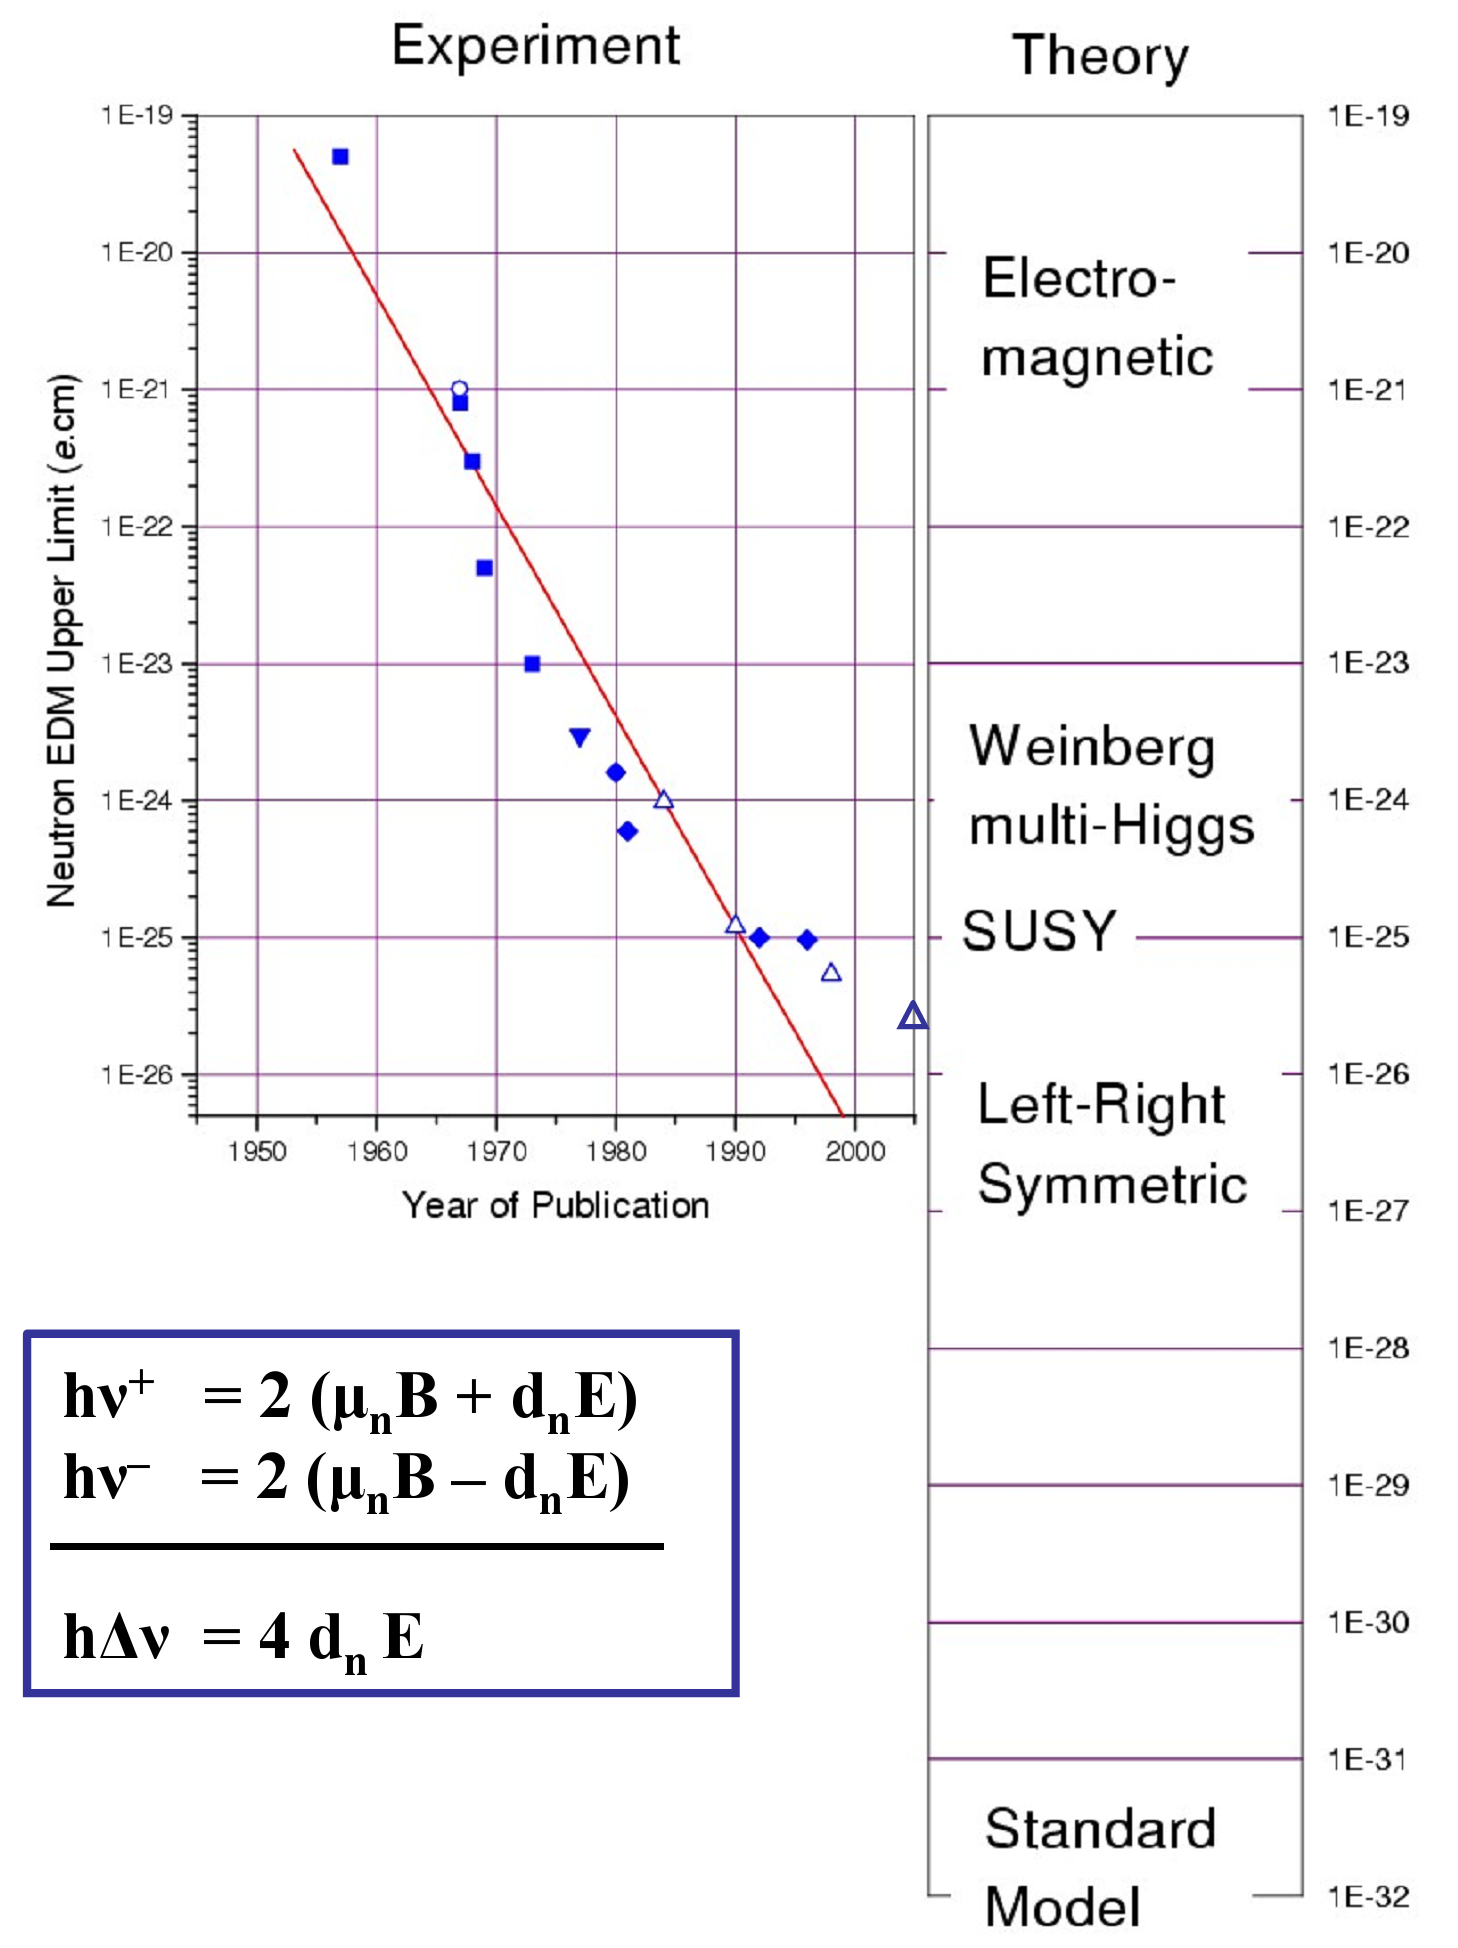 Experiment
Theory
Neutron EDM Upper Limit (e.cm)
1E-19
1E-20
1E-21
1E-22
1E-23
1E-24
1E-25
1E-26
1950 1960 1970 1980 1990 2000
Year of Publication
Electro-
magnetic
Weinberg
multi-Higgs
SUSY
Left-Right
Symmetric
Standard
Model
1E-19
1E-20
1E-21
1E-22
1E-23
1E-24
1E-25
1E-26
1E-27
1E-28
1E-29
1E-30
1E-31
1E-32
hν⁺ = 2 (μₙB + dₙE)
hν⁻ = 2 (μₙB – dₙE)
hΔν = 4 dₙ E